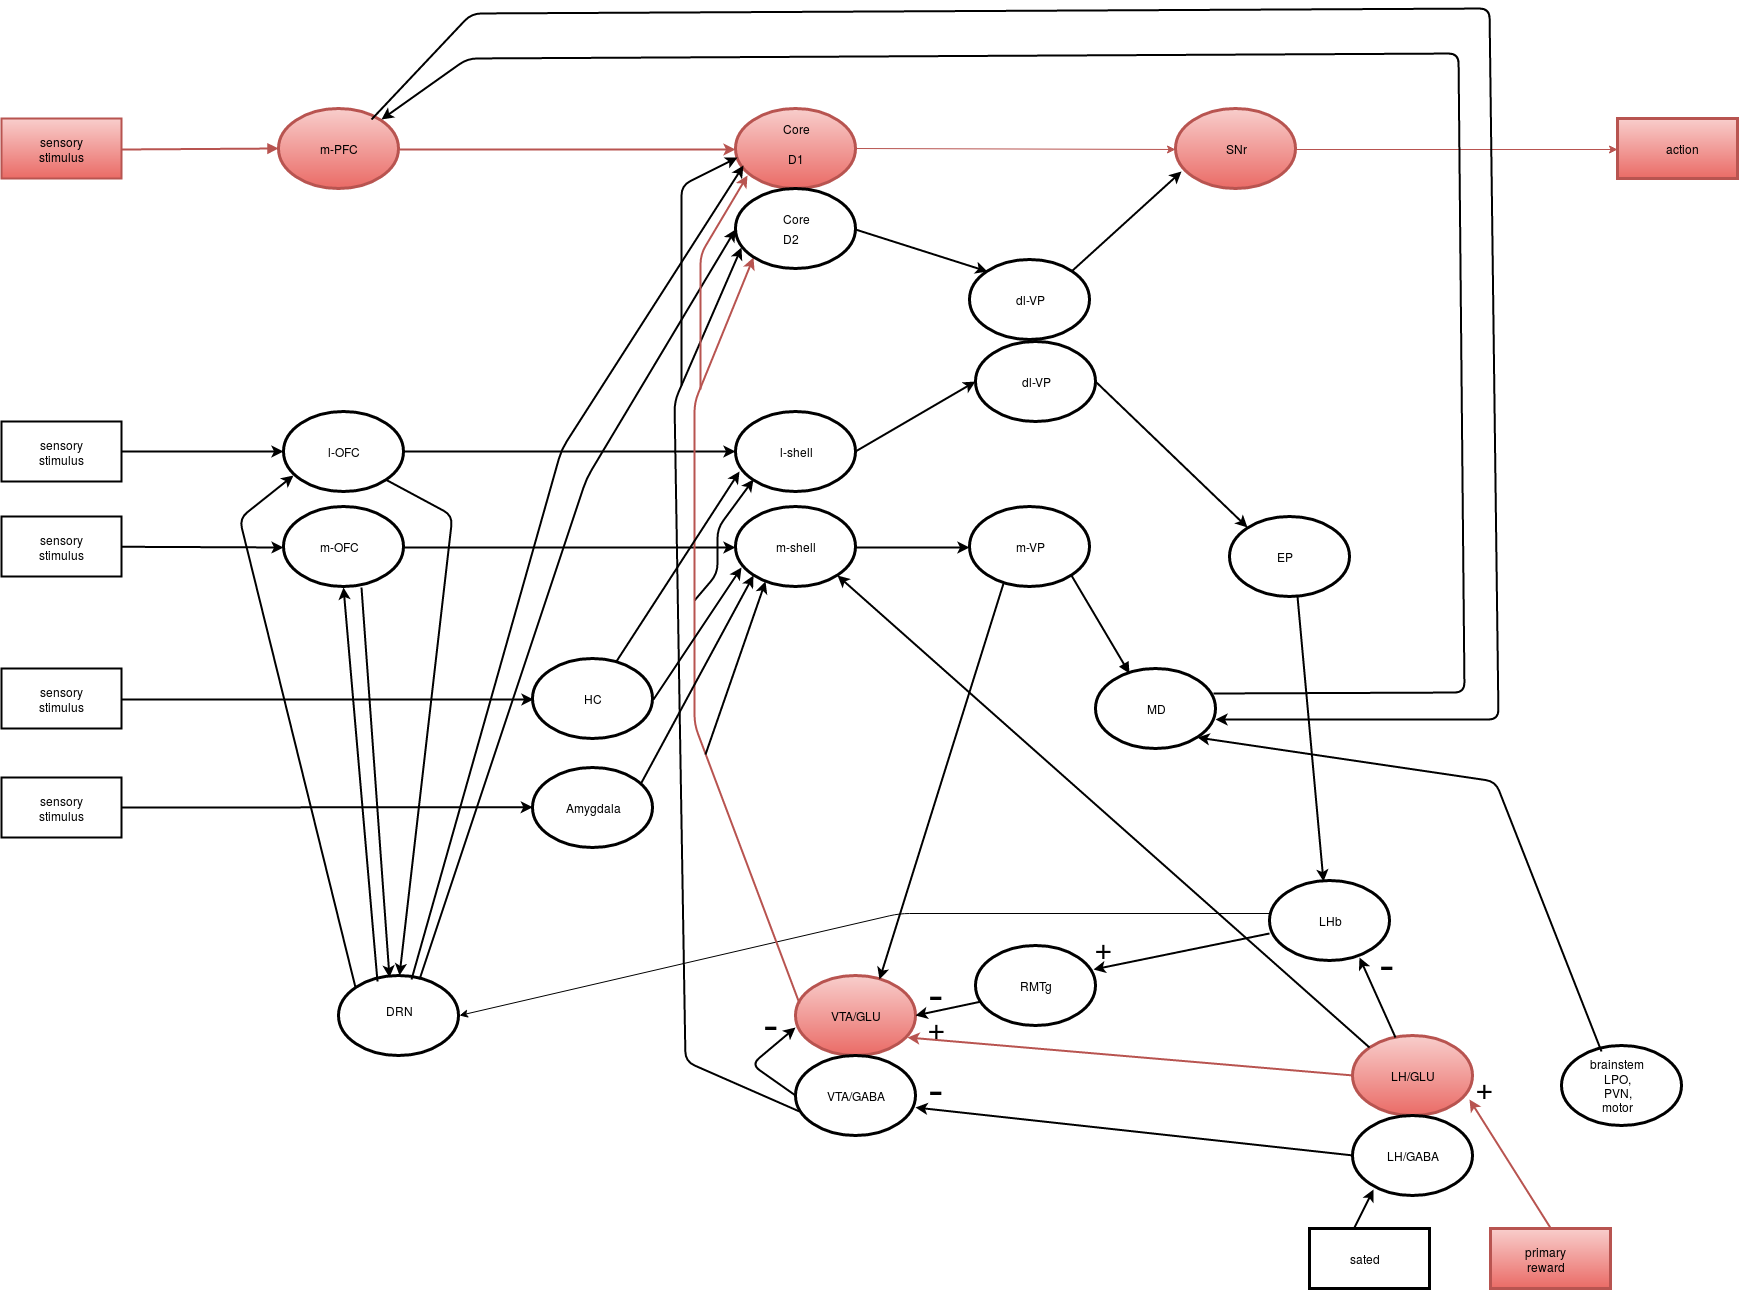 sensory
stimulus
m-PFC
Core
D1
SNr
action
Core
D2
dl-VP
dl-VP
sensory
stimulus
l-OFC
l-shell
sensory
stimulus
m-OFC
m-shell
m-VP
EP
sensory
stimulus
HC
MD
sensory
stimulus
Amygdala
LHb
+
-
RMTg
DRN
-
VTA/GLU
-
+
LH/GLU
+
VTA/GABA
-
brainstem
LPO,
PVN,
motor
LH/GABA
sated
primary
reward